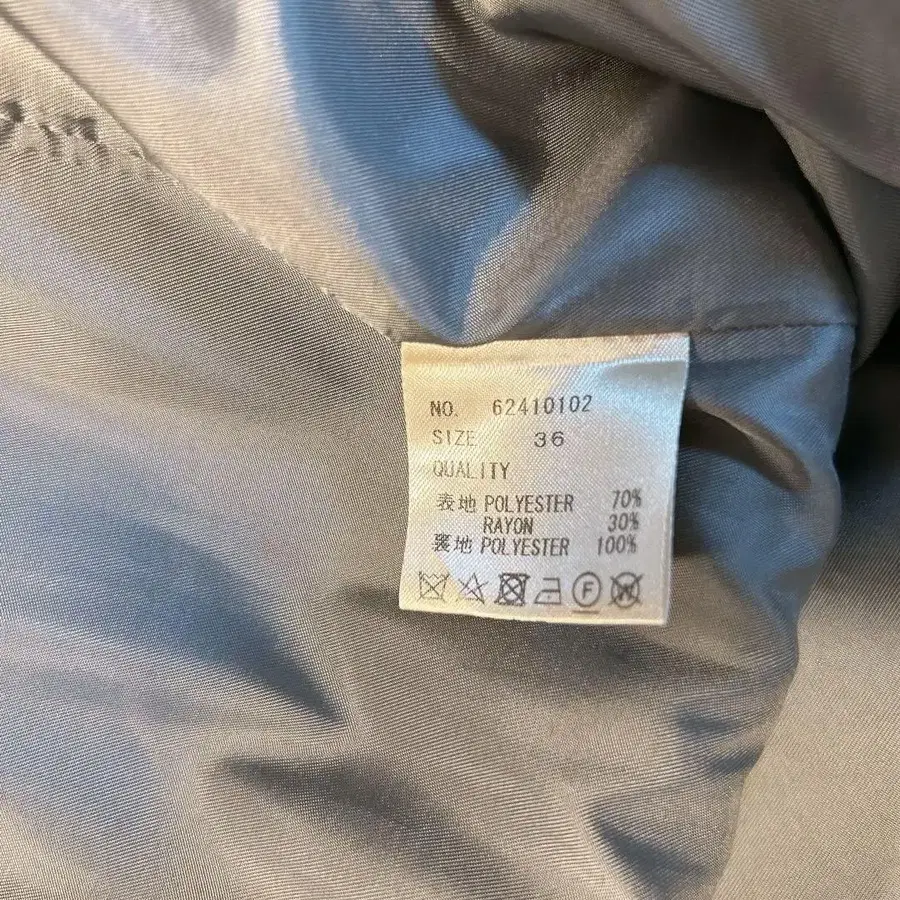 NO. 62410102
SIZE 36
QUALITY
表地 POLYESTER 70%
RAYON 30%
裏地 POLYESTER 100%
F W